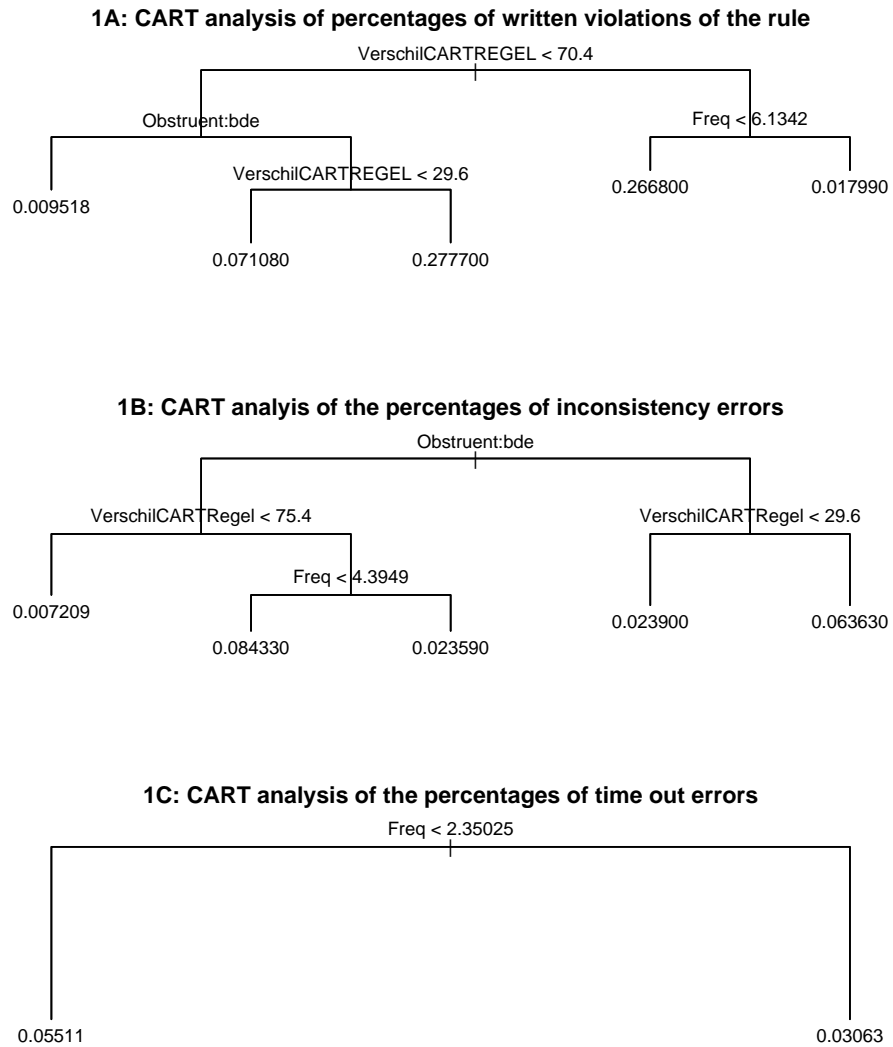 1A: CART analysis of percentages of written violations of the rule
VerschilCARTREGEL < 70.4
Obstruent:bde
Freq < 6.1342
VerschilCARTREGEL < 29.6
0.009518
0.266800
0.017990
0.071080
0.277700
1B: CART analyis of the percentages of inconsistency errors
Obstruent:bde
VerschilCARTRegel < 75.4
VerschilCARTRegel < 29.6
Freq < 4.3949
0.007209
0.023900
0.063630
0.084330
0.023590
1C: CART analysis of the percentages of time out errors
Freq < 2.35025
0.05511
0.03063